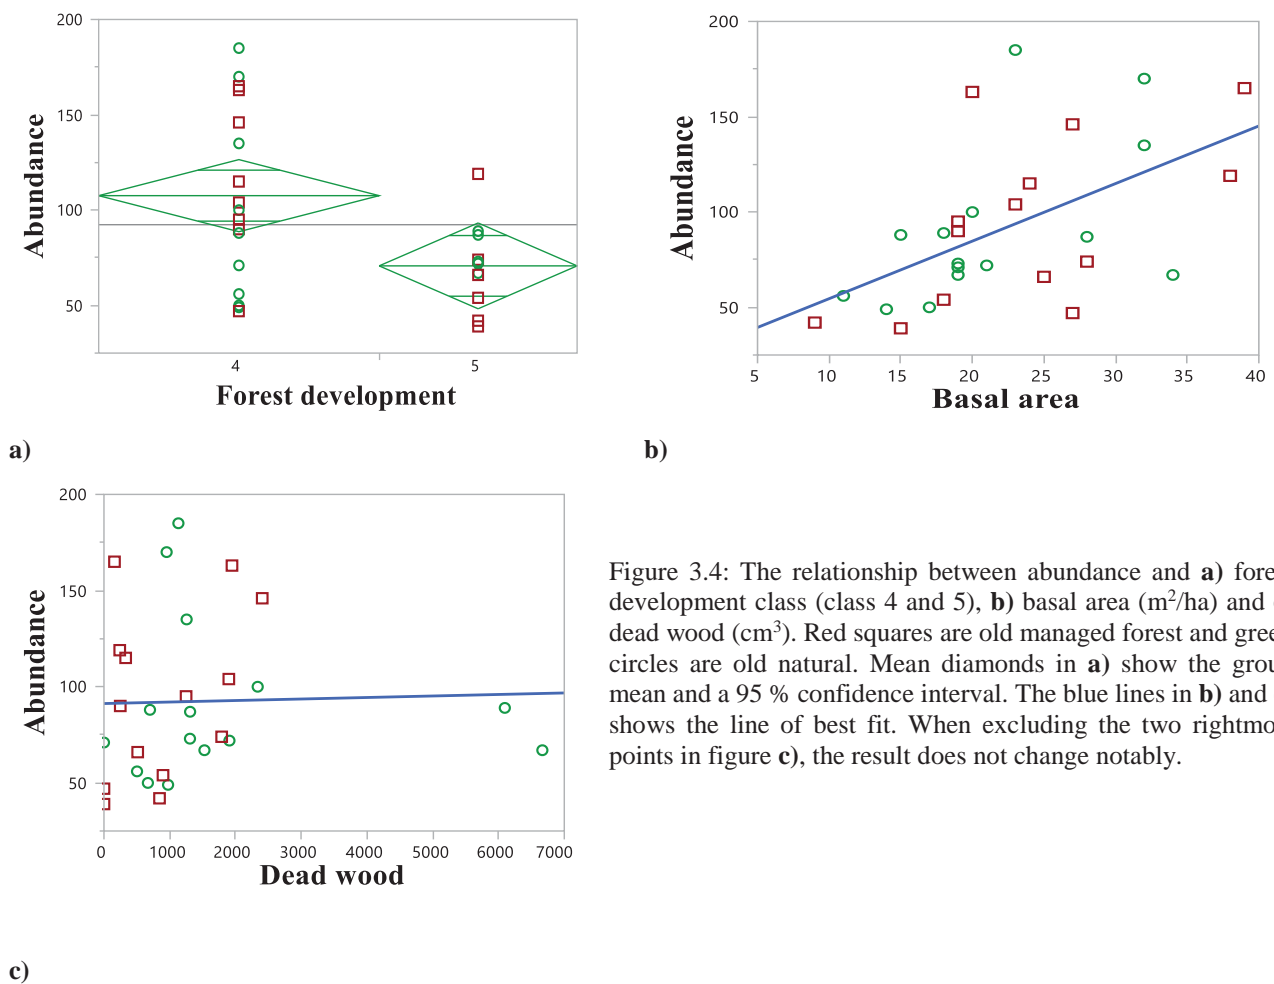 200
150
100
50
Abundance
4
5
Forest development
a)
200
150
100
50
Abundance
5
10
15
20
25
30
35
40
Basal area
b)
200
150
100
50
Abundance
0
1000
2000
3000
4000
5000
6000
7000
Dead wood
c)
Figure 3.4: The relationship between abundance and a)
development class (class 4 and 5), b) basal area (m²/ha) and
dead wood (cm³). Red squares are old managed forest and
circles are old natural. Mean diamonds in a) show the
mean and a 95 % confidence interval. The blue lines in b) and
shows the line of best fit. When excluding the two
points in figure c), the result does not change notably.